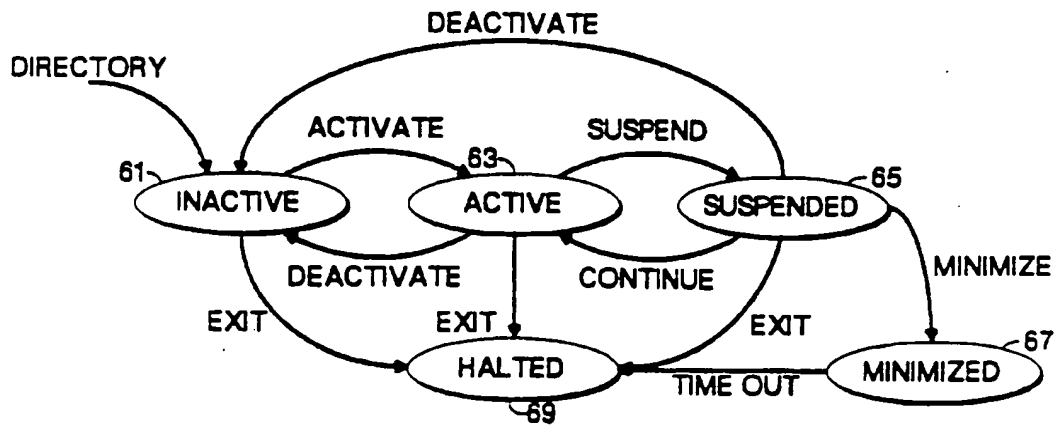 DEACTIVATE
DIRECTORY
ACTIVATE
SUSPEND
61
63
65
INACTIVE
ACTIVE
SUSPENDED
DEACTIVATE
CONTINUE
MINIMIZE
EXIT
EXIT
EXIT
67
HALTED
TIME OUT
MINIMIZED
69